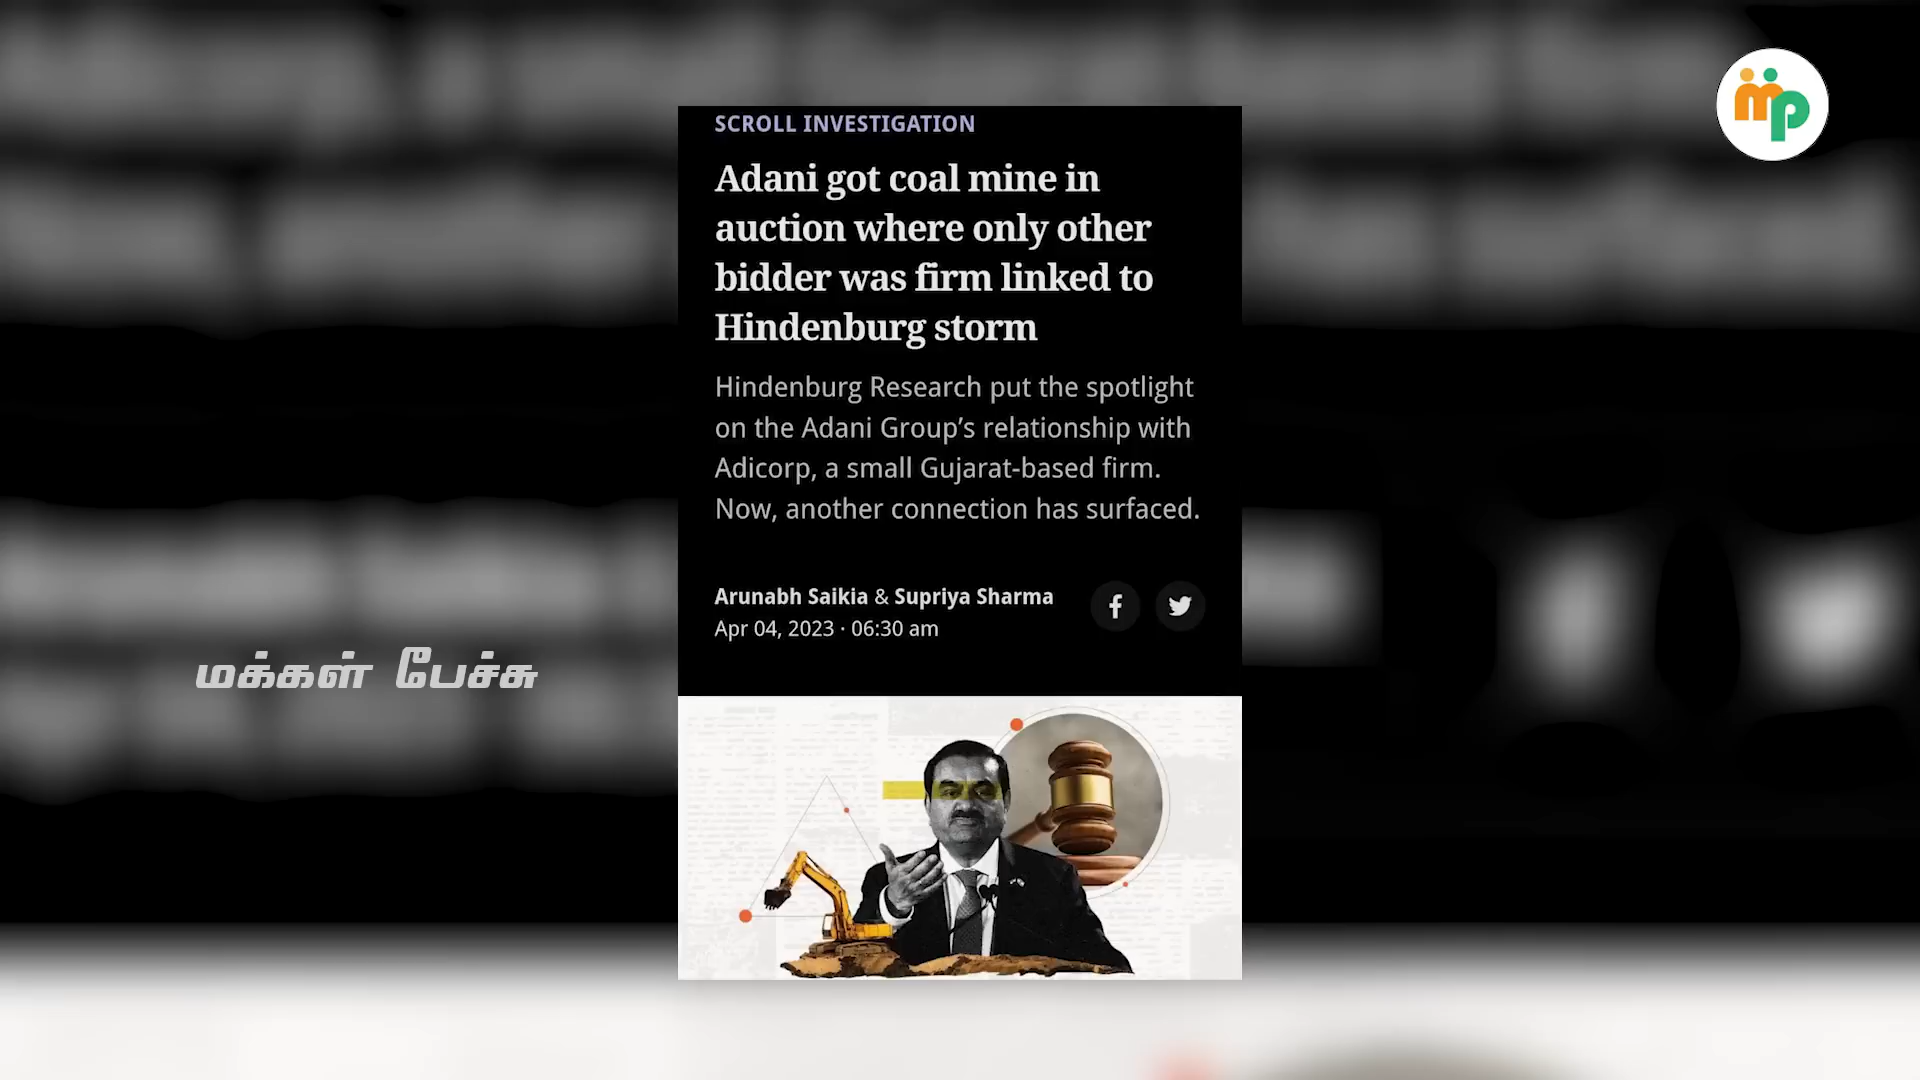 mp
SCROLL INVESTIGATION
Adani got coal mine in
auction where only other
bidder was firm linked to
Hindenburg storm
Hindenburg Research put the spotlight
on the Adani Group’s relationship with
Adicorp, a small Gujarat-based firm.
Now, another connection has surfaced.
Arunabh Saikia & Supriya Sharma
Apr 04, 2023 · 06:30 am
மக்கள் பேச்சு